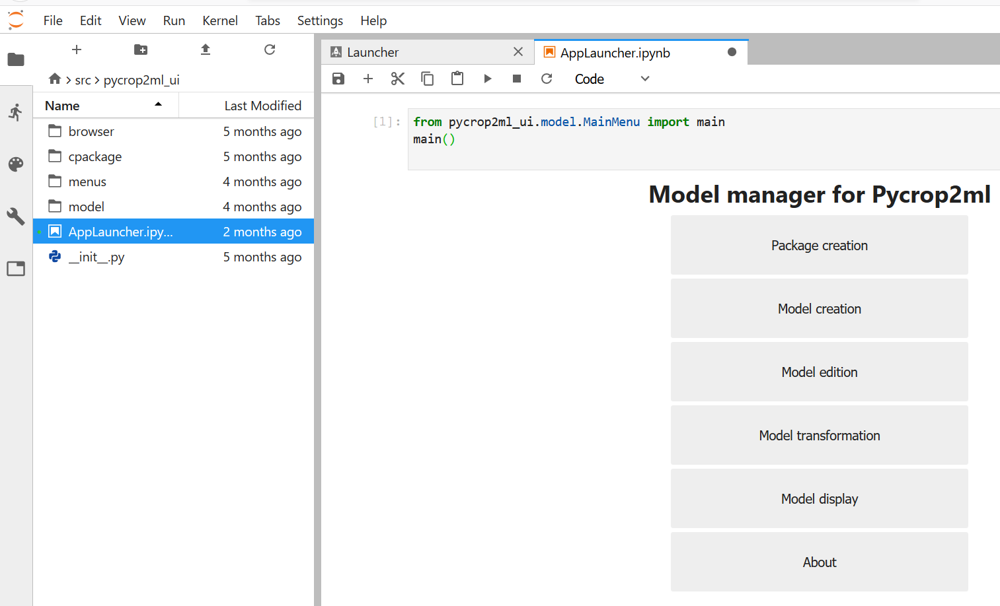 File Edit View Run Kernel Tabs Settings Help
src pycrop2ml_ui
Name Last Modified
browser 5 months ago
cpackage 5 months ago
menus 4 months ago
model 4 months ago
AppLauncher.ipy... 2 months ago
__init__.py 5 months ago
Launcher AppLauncher.ipynb
Code
[1]: from pycrop2ml_ui.model.MainMenu import main
main()
Model manager for Pycrop2ml
Package creation
Model creation
Model edition
Model transformation
Model display
About